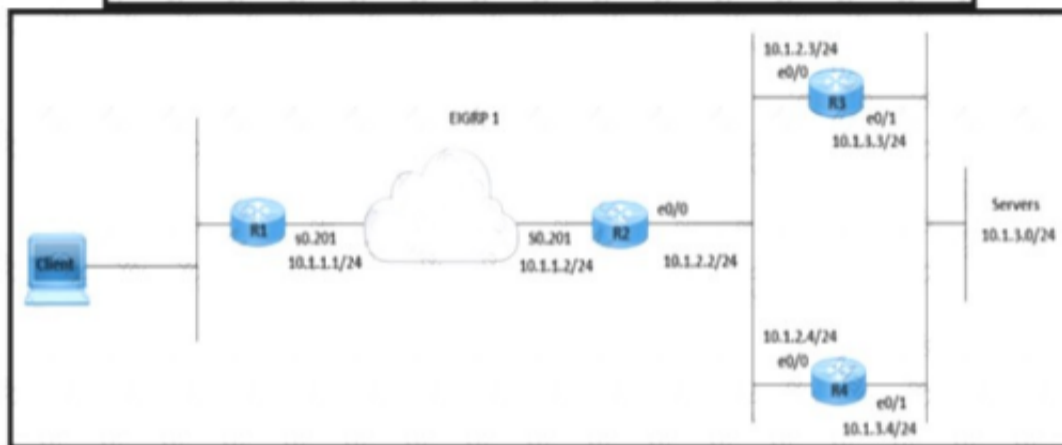 10.1.2.3/24
e0/0
R3
e0/1
10.1.3.3/24
EIGRP 1
Client
R1
s0.201
10.1.1.1/24
S0.201
10.1.1.2/24
R2
e0/0
10.1.2.2/24
Servers
10.1.3.0/24
10.1.2.4/24
e0/0
R4
e0/1
10.1.3.4/24